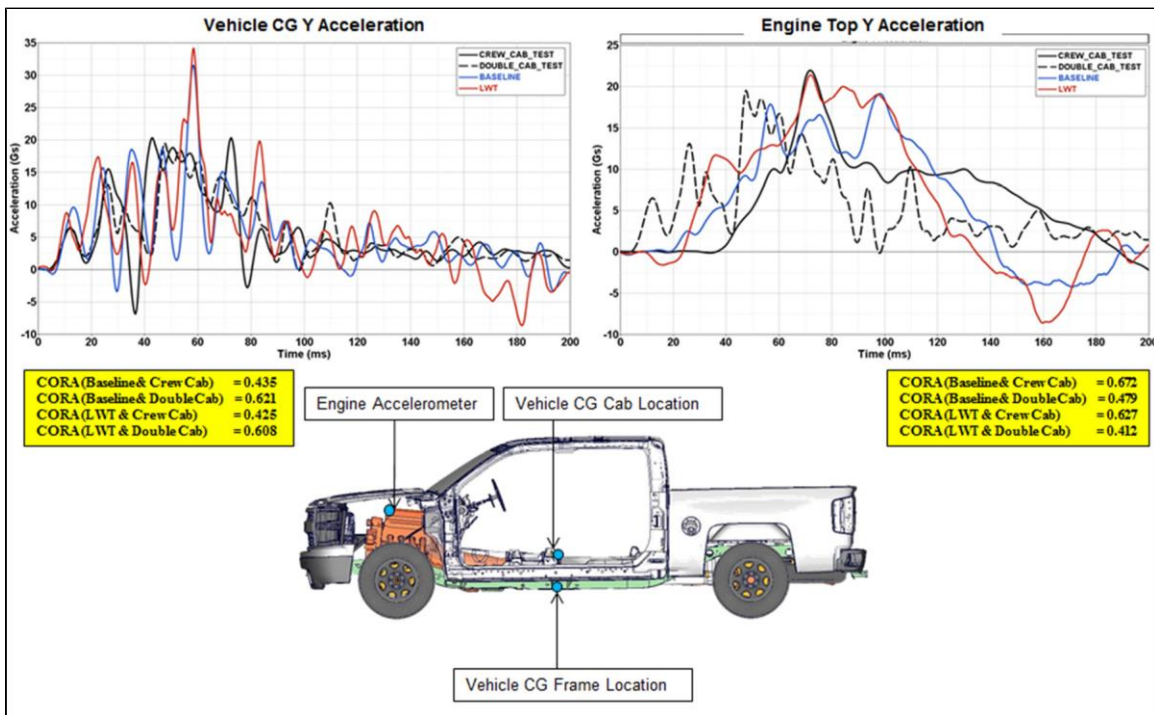 Vehicle CG Y Acceleration
35
30
25
20
15
10
5
0
-5
-10
Acceleration (Gs)
CREW_CAB_TEST
DOUBLE_CAB_TEST
BASELINE
LWT
0 20 40 60 80 100 120 140 160 180 200
Time (ms)
Engine Top Y Acceleration
25
20
15
10
5
0
-5
-10
Acceleration (Gs)
CREW_CAB_TEST
DOUBLE_CAB_TEST
BASELINE
LWT
0 20 40 60 80 100 120 140 160 180 200
Time (ms)
CORA(Baseline& Crew Cab) = 0.435
CORA(Baseline& Double Cab) = 0.621
CORA(LWT & Crew Cab) = 0.425
CORA(LWT & Double Cab) = 0.608
CORA(Baseline& Crew Cab) = 0.672
CORA(Baseline& Double Cab) = 0.479
CORA(LWT & Crew Cab) = 0.627
CORA(LWT & Double Cab) = 0.412
Engine Accelerometer
Vehicle CG Cab Location
Vehicle CG Frame Location